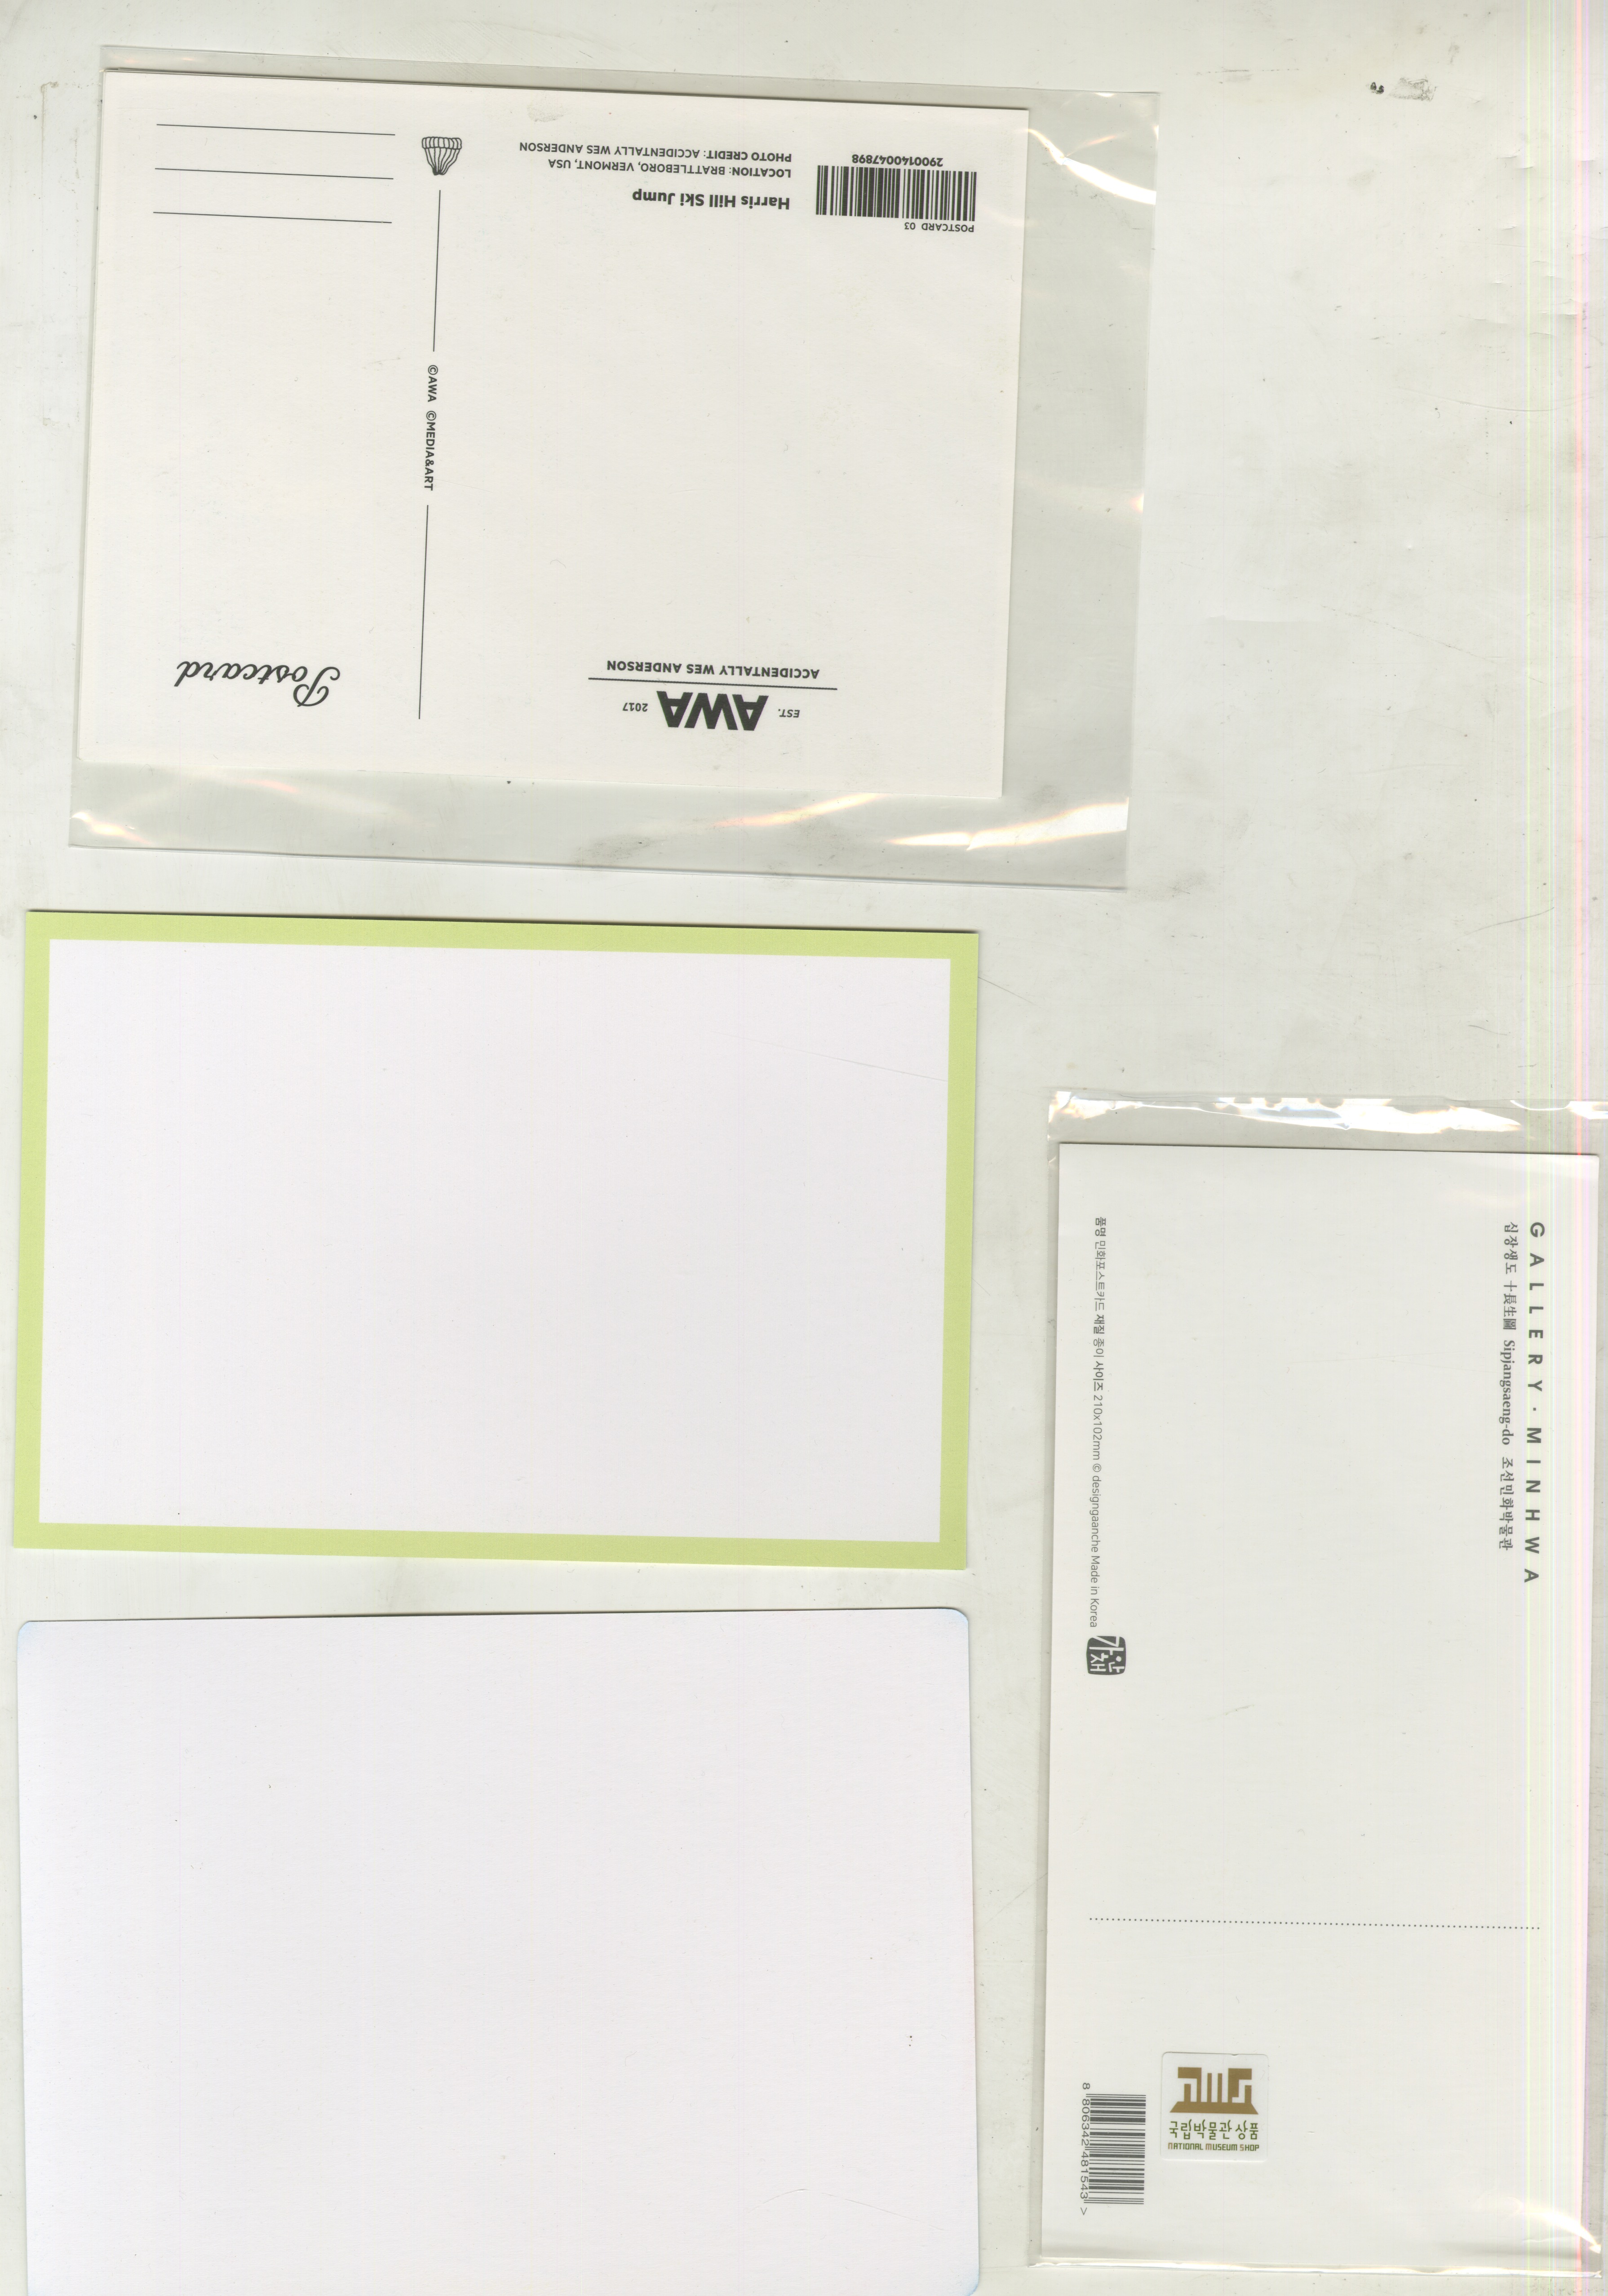 Harris Hill Ski Jump
LOCATION: BRATTLEBORO, VERMONT, USA
PHOTO CREDIT: ACCIDENTALLY WES ANDERSON
POSTCARD 03
2900140047898
©AWA ©MEDIA&ART
Postcard
EST. AWA 2017
ACCIDENTALLY WES ANDERSON
GALLERY·MINHWA
십장생도 十長生圖 Sipjangsaeng-do 조선민화박물관
품명 민화포스트카드 재질 종이 사이즈 210x102mm © designgaanche Made in Korea
가안채
국립박물관상품
NATIONAL MUSEUM SHOP
8 806342 481543 >